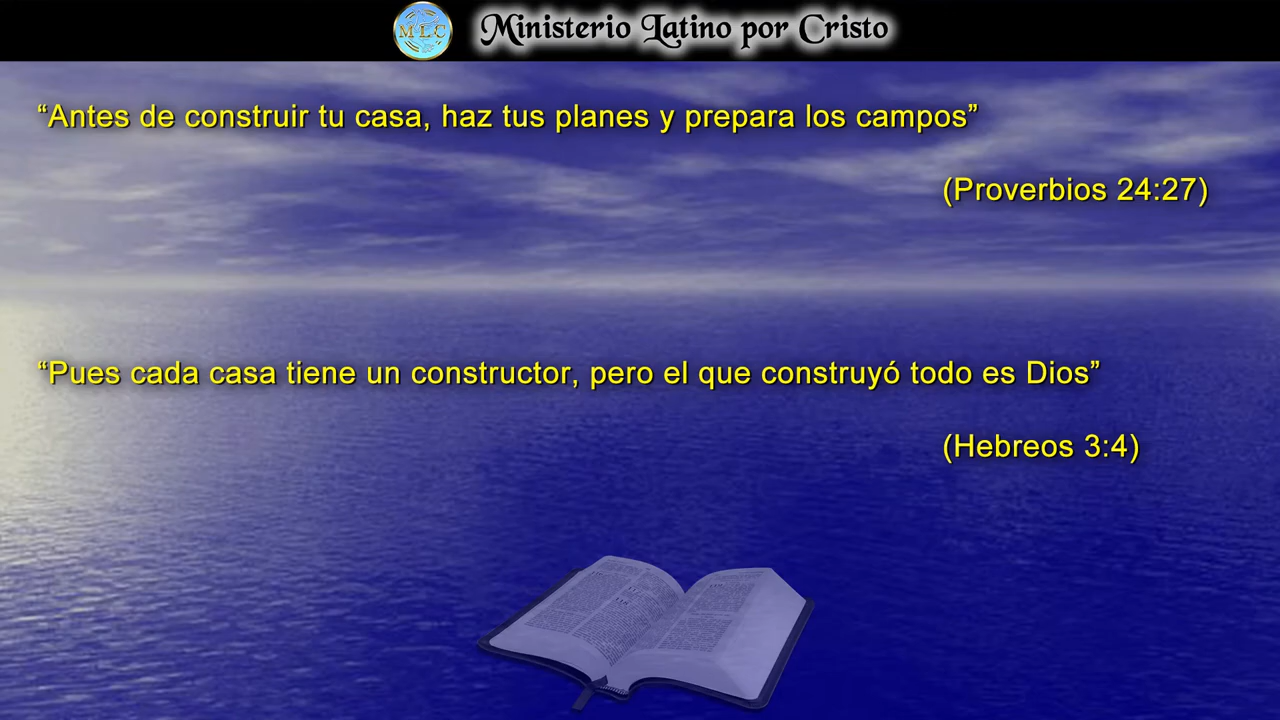 MLC
Ministerio Latino por Cristo
“Antes de construir tu casa, haz tus planes y prepara los campos”
(Proverbios 24:27)
“Pues cada casa tiene un constructor, pero el que construyó todo es Dios”
(Hebreos 3:4)